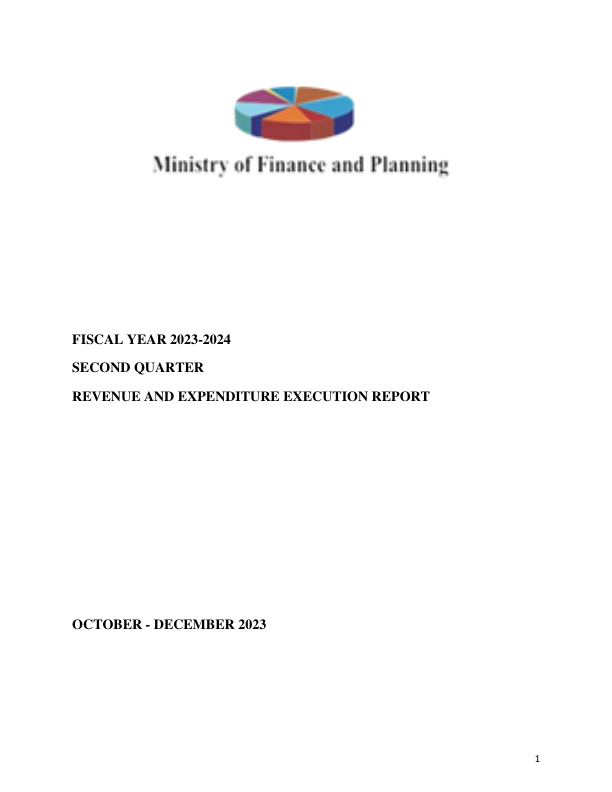 Ministry of Finance and Planning
FISCAL YEAR 2023-2024
SECOND QUARTER
REVENUE AND EXPENDITURE EXECUTION REPORT
OCTOBER - DECEMBER 2023
1